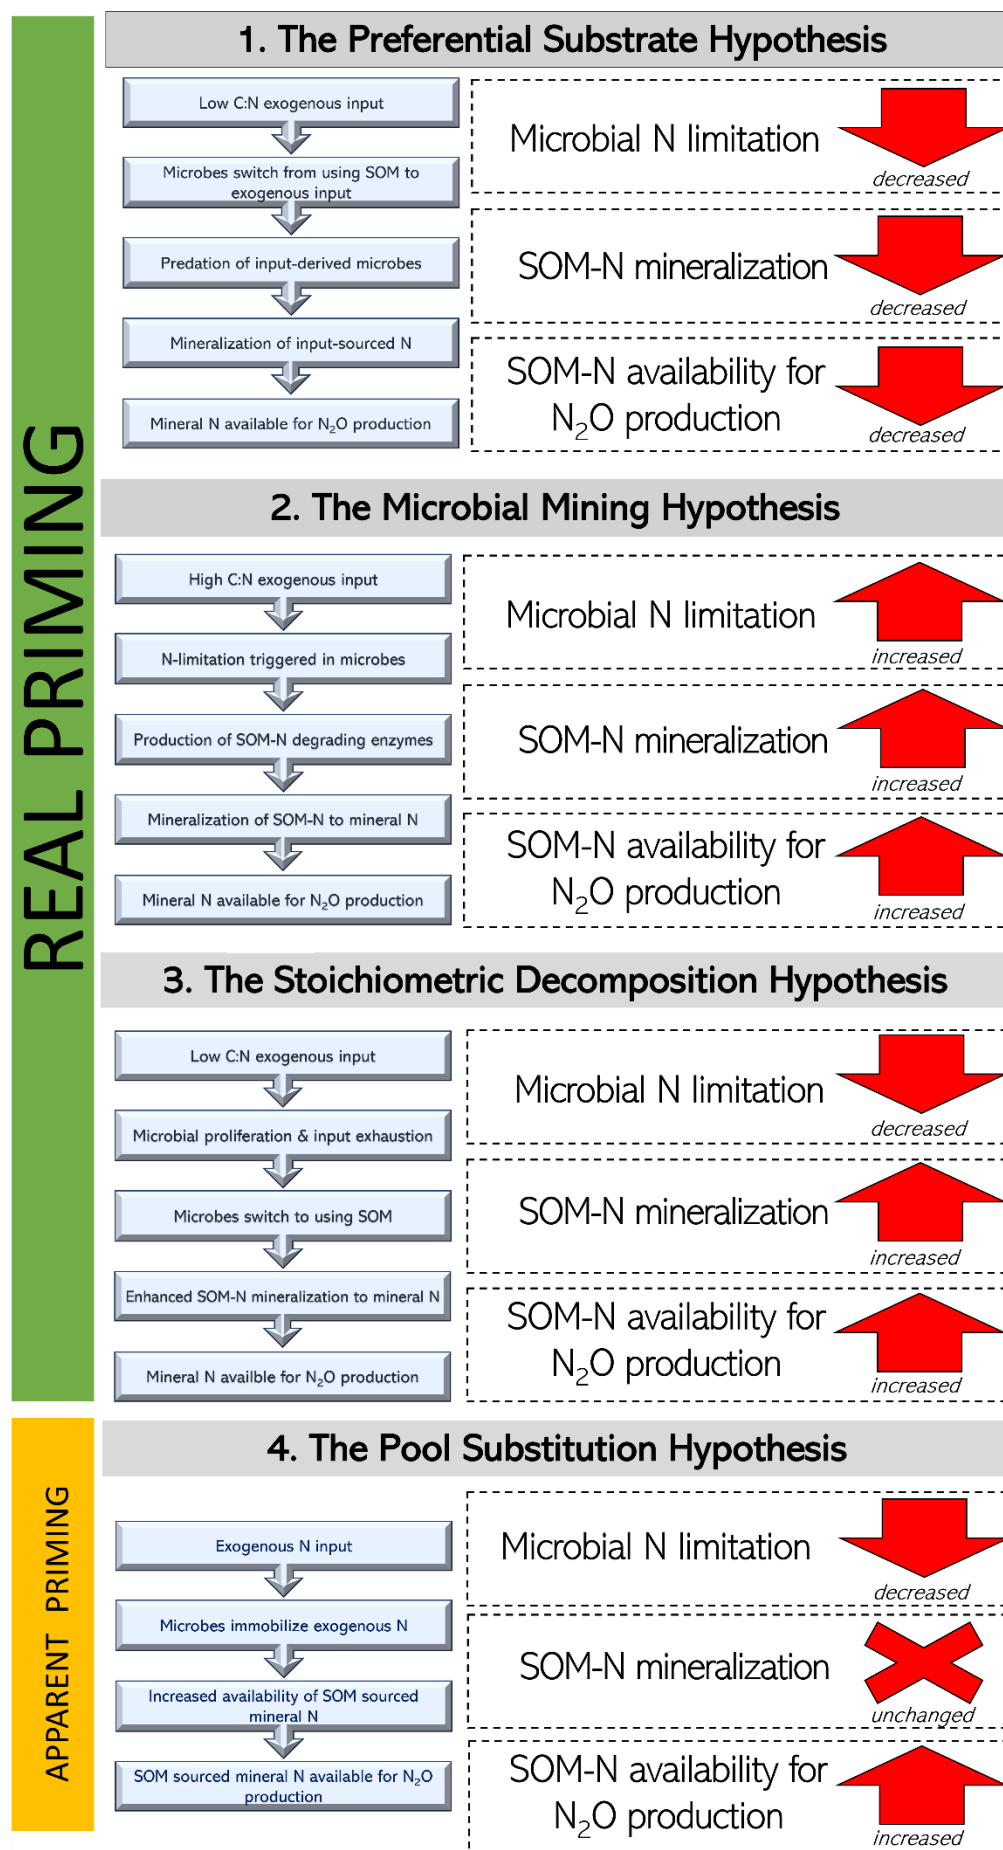 REAL PRIMING
1. The Preferential Substrate Hypothesis
Low C:N exogenous input
Microbes switch from using SOM to
exogenous input
Predation of input-derived microbes
Mineralization of input-sourced N
Mineral N available for N₂O production
Microbial N limitation
decreased
SOM-N mineralization
decreased
SOM-N availability for
N₂O production
decreased
2. The Microbial Mining Hypothesis
High C:N exogenous input
N-limitation triggered in microbes
Production of SOM-N degrading enzymes
Mineralization of SOM-N to mineral N
Mineral N available for N₂O production
Microbial N limitation
increased
SOM-N mineralization
increased
SOM-N availability for
N₂O production
increased
3. The Stoichiometric Decomposition Hypothesis
Low C:N exogenous input
Microbial proliferation & input exhaustion
Microbes switch to using SOM
Enhanced SOM-N mineralization to mineral N
Mineral N availble for N₂O production
Microbial N limitation
decreased
SOM-N mineralization
increased
SOM-N availability for
N₂O production
increased
APPARENT PRIMING
4. The Pool Substitution Hypothesis
Exogenous N input
Microbes immobilize exogenous N
Increased availability of SOM sourced
mineral N
SOM sourced mineral N available for N₂O
production
Microbial N limitation
decreased
SOM-N mineralization
unchanged
SOM-N availability for
N₂O production
increased